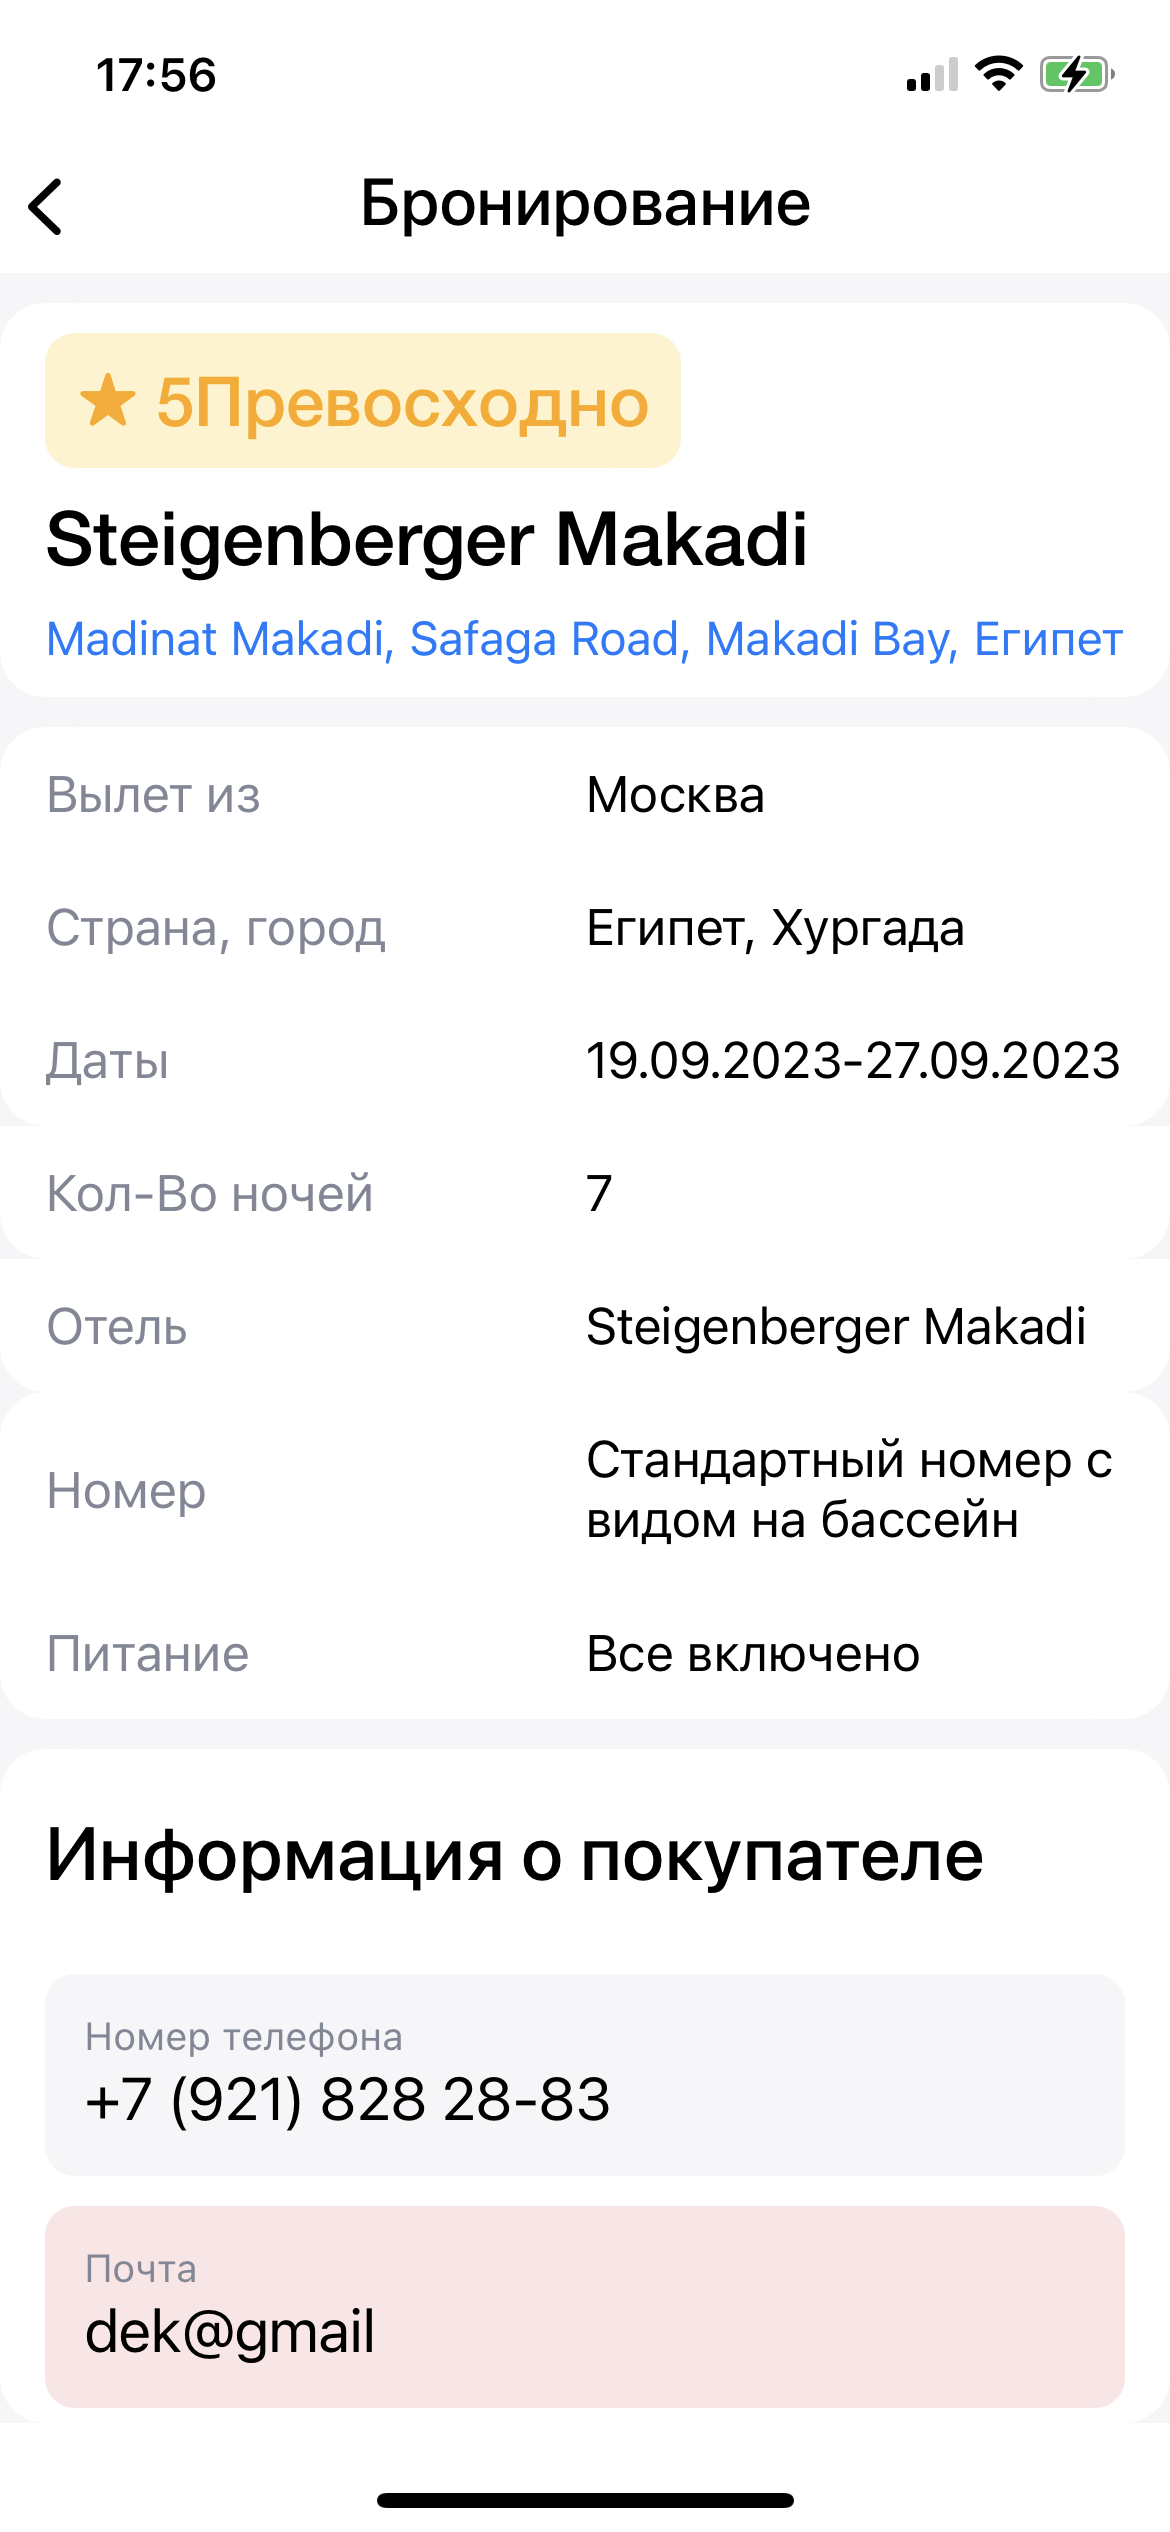 17:56
Бронирование
5Превосходно
Steigenberger Makadi
Madinat Makadi, Safaga Road, Makadi Bay, Египет
Вылет из Москва
Страна, город Египет, Хургада
Даты 19.09.2023-27.09.2023
Кол-Во ночей 7
Отель Steigenberger Makadi
Номер Стандартный номер с
видом на бассейн
Питание Все включено
Информация о покупателе
Номер телефона
+7 (921) 828 28-83
Почта
dek@gmail